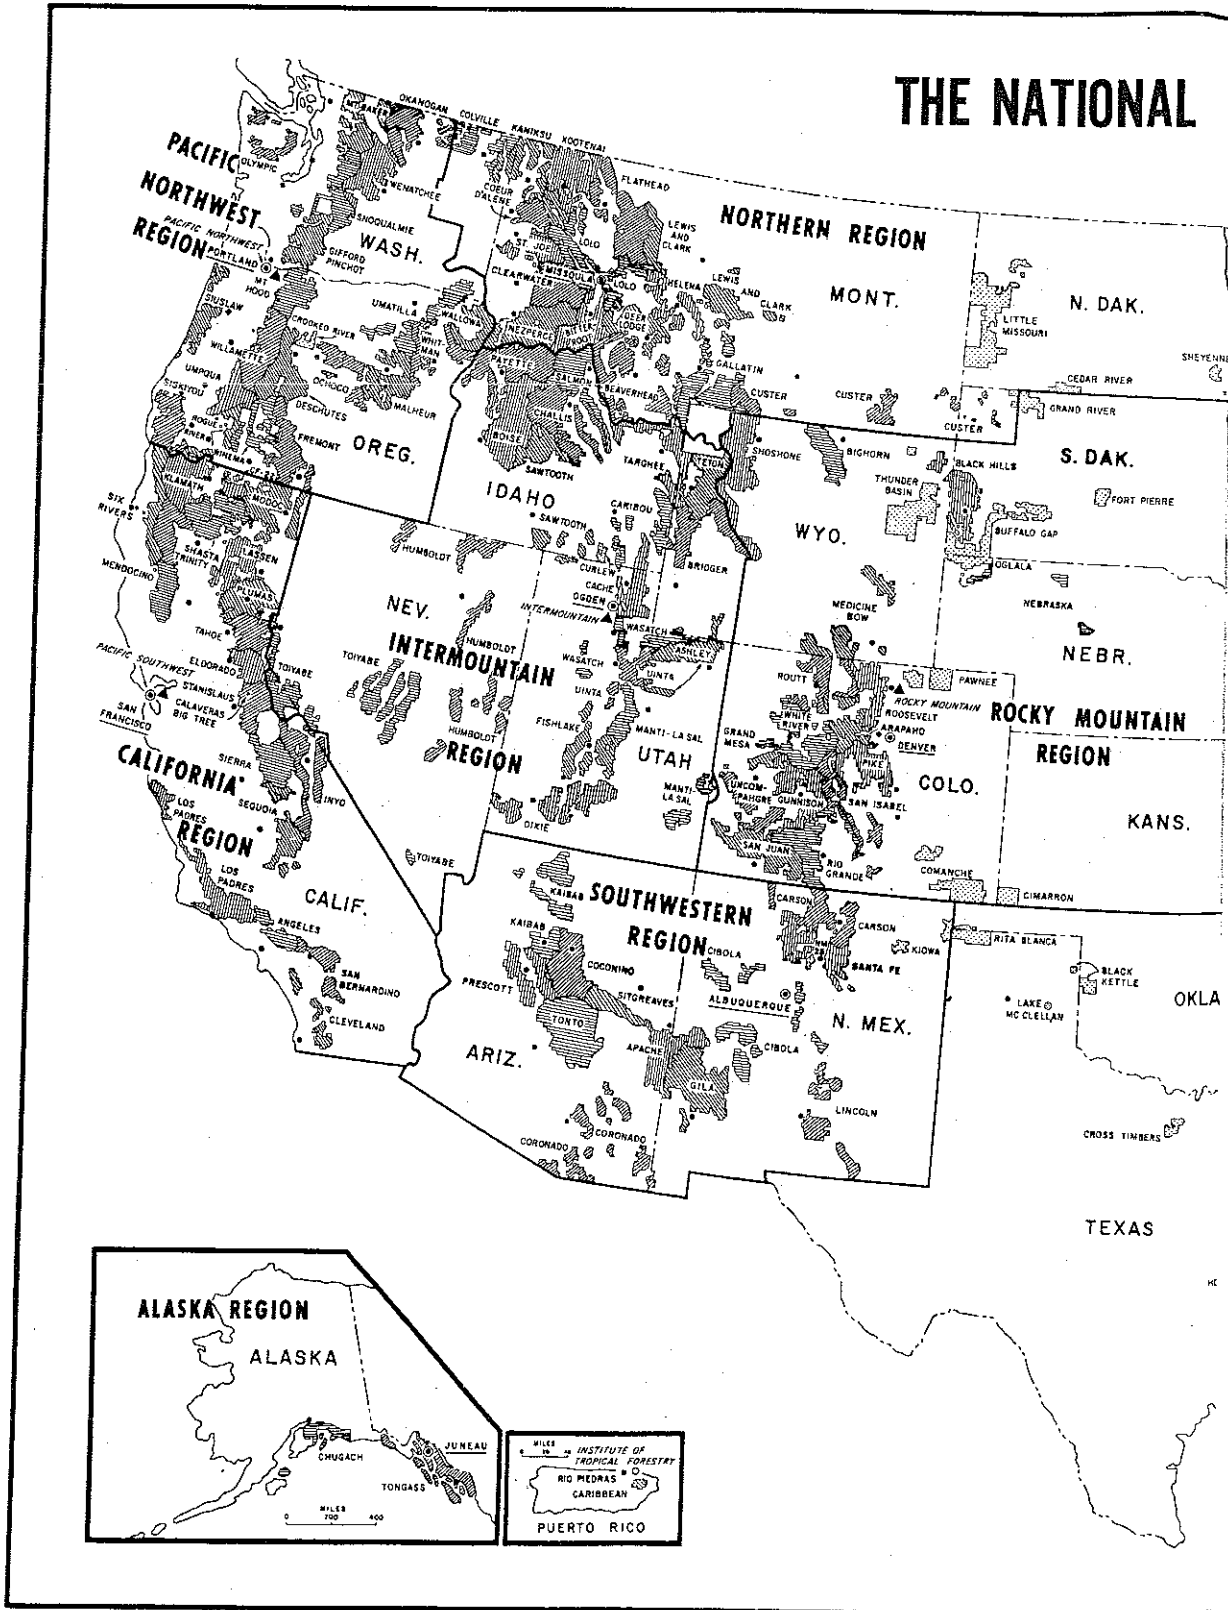 THE NATIONAL
PACIFIC
NORTHWEST
REGION
PACIFIC NORTHWEST
PORTLAND
OLYMPIC
MT. BAKER
OKANOGAN
COLVILLE
KANIKSU
KOOTENAI
WENATCHEE
SNOQUALMIE
WASH.
GIFFORD
PINCHOT
MT
HOOD
COEUR
D'ALENE
FLATHEAD
NORTHERN REGION
ST. JOE
LOLO
LEWIS
AND
CLARK
MISSOULA
LOLO
CLEARWATER
HELENA
LEWIS
AND
CLARK
MONT.
N. DAK.
LITTLE
MISSOURI
SHEYENNE
CEDAR RIVER
GRAND RIVER
SIUSLAW
UMATILLA
WALLOWA
WHIT-
MAN
CROOKED RIVER
WILLAMETTE
NEZPERCE
BITTER-
ROOT
DEER
LODGE
GALLATIN
UMPQUA
OCHOCO
MALHEUR
PAYETTE
SALMON
BEAVERHEAD
CUSTER
CUSTER
CUSTER
SISKIYOU
DESCHUTES
ROGUE
RIVER
WINEMA
FREMONT
OREG.
CHALLIS
BOISE
SAWTOOTH
IDAHO
SAWTOOTH
TARGHEE
TETON
SHOSHONE
BIGHORN
THUNDER
BASIN
BLACK HILLS
S. DAK.
FORT PIERRE
BUFFALO GAP
OGLALA
WYO.
CARIBOU
CURLEW
CACHE
OGDEN
INTERMOUNTAIN
BRIDGER
KLAMATH
MODOC
SIX
RIVERS
SHASTA
TRINITY
LASSEN
MENDOCINO
PLUMAS
HUMBOLDT
NEV.
HUMBOLDT
INTERMOUNTAIN
REGION
TOIYABE
HUMBOLDT
WASATCH
WASATCH
ASHLEY
UINTA
UINTA
MEDICINE
BOW
NEBRASKA
NEBR.
TAHOE
ELDORADO
TOIYABE
PACIFIC SOUTHWEST
STANISLAUS
CALAVERAS
BIG TREE
SAN
FRANCISCO
CALIFORNIA
REGION
SIERRA
INYO
SEQUOIA
LOS
PADRES
LOS
PADRES
CALIF.
ANGELES
SAN
BERNARDINO
CLEVELAND
TOIYABE
FISHLAKE
MANTI-LA SAL
UTAH
MANTI-
LA SAL
DIXIE
ROUTT
PAWNEE
ROCKY MOUNTAIN
ROOSEVELT
ARAPAHO
DENVER
ROCKY MOUNTAIN
REGION
WHITE
RIVER
GRAND
MESA
PIKE
COLO.
UNCOM-
PAHGRE
GUNNISON
SAN ISABEL
SAN JUAN
RIO
GRANDE
KANS.
COMANCHE
CIMARRON
KAIBAB
SOUTHWESTERN
REGION
KAIBAB
CARSON
CARSON
KIOWA
RITA BLANCA
SANTA FE
CIBOLA
COCONINO
PRESCOTT
SITGREAVES
ALBUQUERQUE
TONTO
N. MEX.
APACHE
CIBOLA
ARIZ.
GILA
LINCOLN
CORONADO
CORONADO
BLACK
KETTLE
LAKE
MC CLELLAN
OKLA
CROSS TIMBERS
TEXAS
ALASKA REGION
ALASKA
CHUGACH
JUNEAU
TONGASS
MILES
0 200 400
MILES
INSTITUTE OF
TROPICAL FORESTRY
RIO PIEDRAS
CARIBBEAN
PUERTO RICO